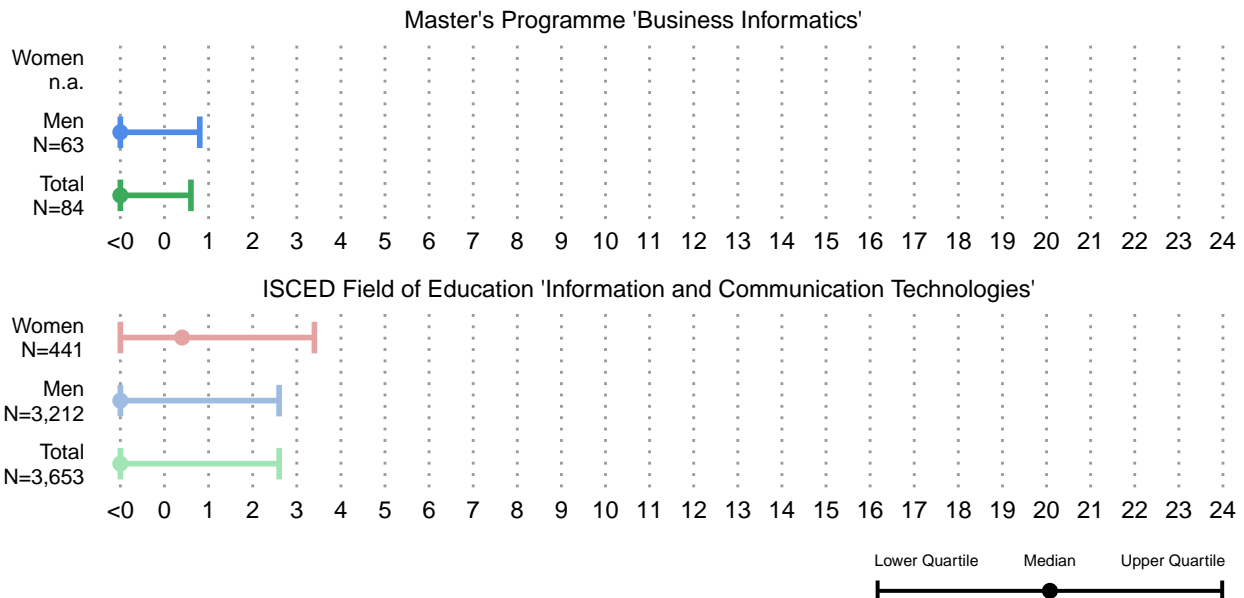 Master's Programme 'Business Informatics'
Women
n.a.
Men
N=63
Total
N=84
<0 0 1 2 3 4 5 6 7 8 9 10 11 12 13 14 15 16 17 18 19 20 21 22 23 24
ISCED Field of Education 'Information and Communication Technologies'
Women
N=441
Men
N=3,212
Total
N=3,653
<0 0 1 2 3 4 5 6 7 8 9 10 11 12 13 14 15 16 17 18 19 20 21 22 23 24
Lower Quartile Median Upper Quartile